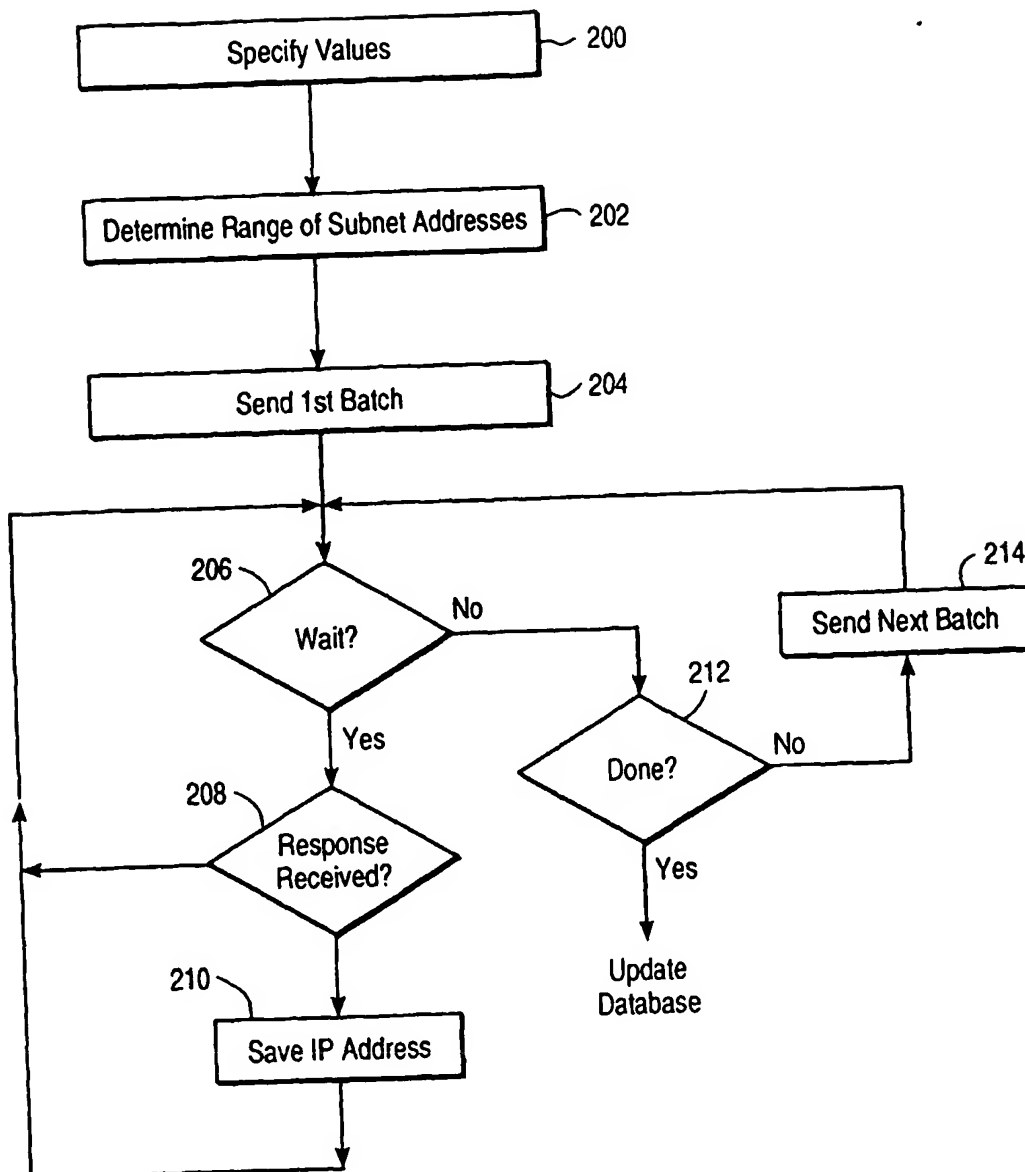 Specify Values
200
Determine Range of Subnet Addresses
202
Send 1st Batch
204
206
Wait?
No
214
Send Next Batch
Yes
212
Done?
No
208
Response
Received?
Yes
Update
Database
210
Save IP Address